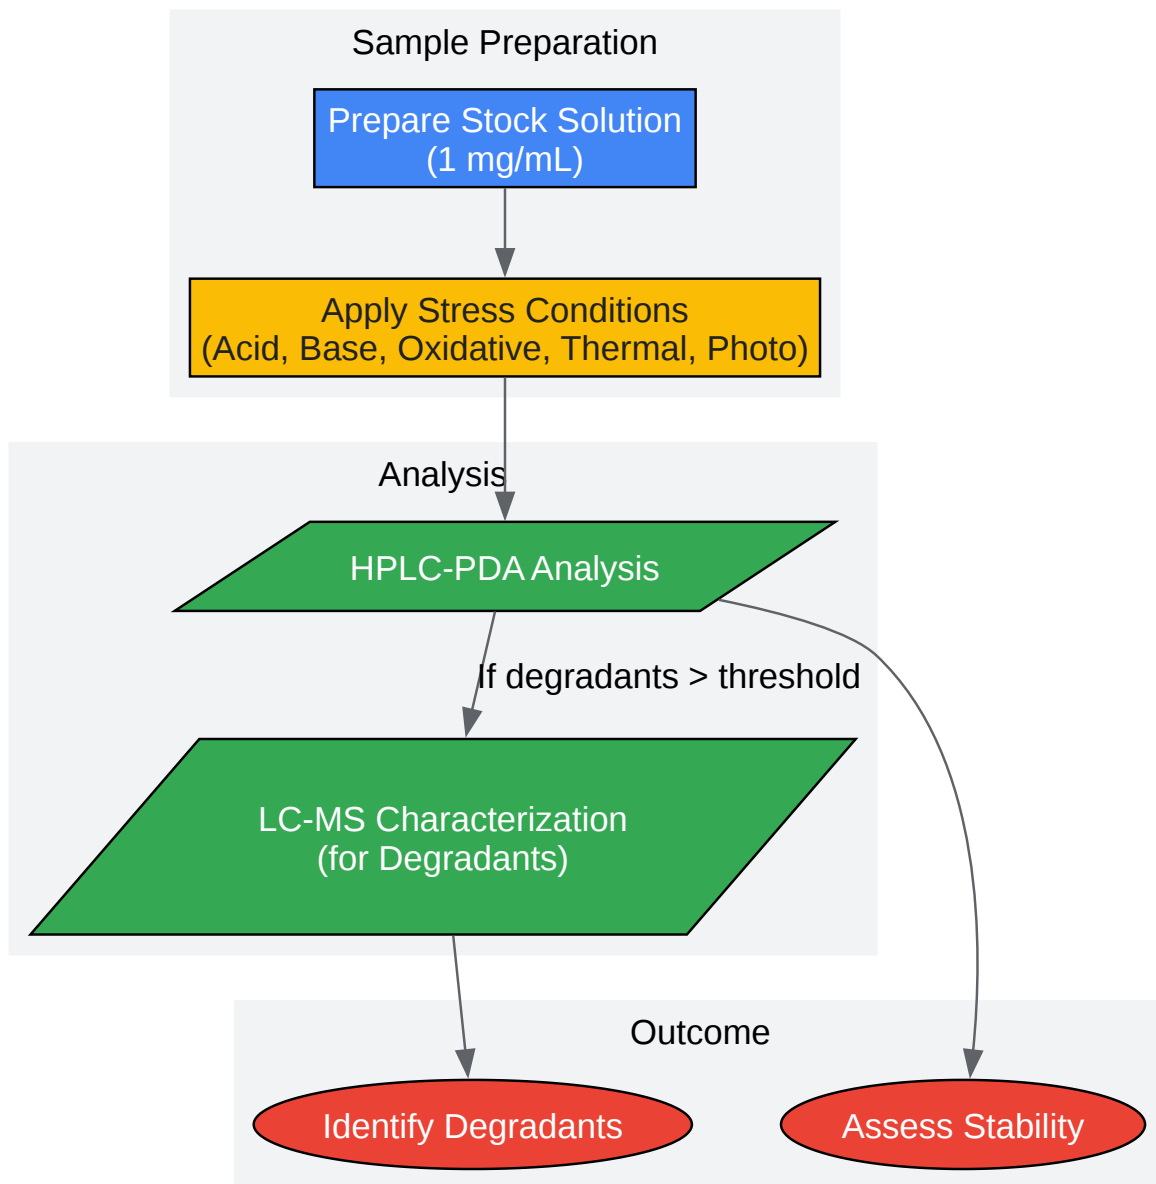 Sample Preparation
Prepare Stock Solution
(1 mg/mL)
Apply Stress Conditions
(Acid, Base, Oxidative, Thermal, Photo)
Analysis
HPLC-PDA Analysis
If degradants > threshold
LC-MS Characterization
(for Degradants)
Outcome
Identify Degradants
Assess Stability